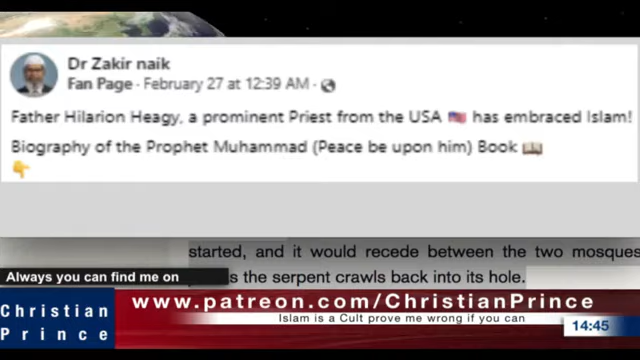 Dr Zakir naik
Fan Page · February 27 at 12:39 AM ·
Father Hilarion Heagy, a prominent Priest from the USA 🇺🇸 has embraced Islam!
Biography of the Prophet Muhammad (Peace be upon him) Book 📖
👇
started, and it would recede between the two mosques
s the serpent crawls back into its hole.
Always you can find me on
www.patreon.com/ChristianPrince
Islam is a Cult prove me wrong if you can
Christian
Prince
14:45